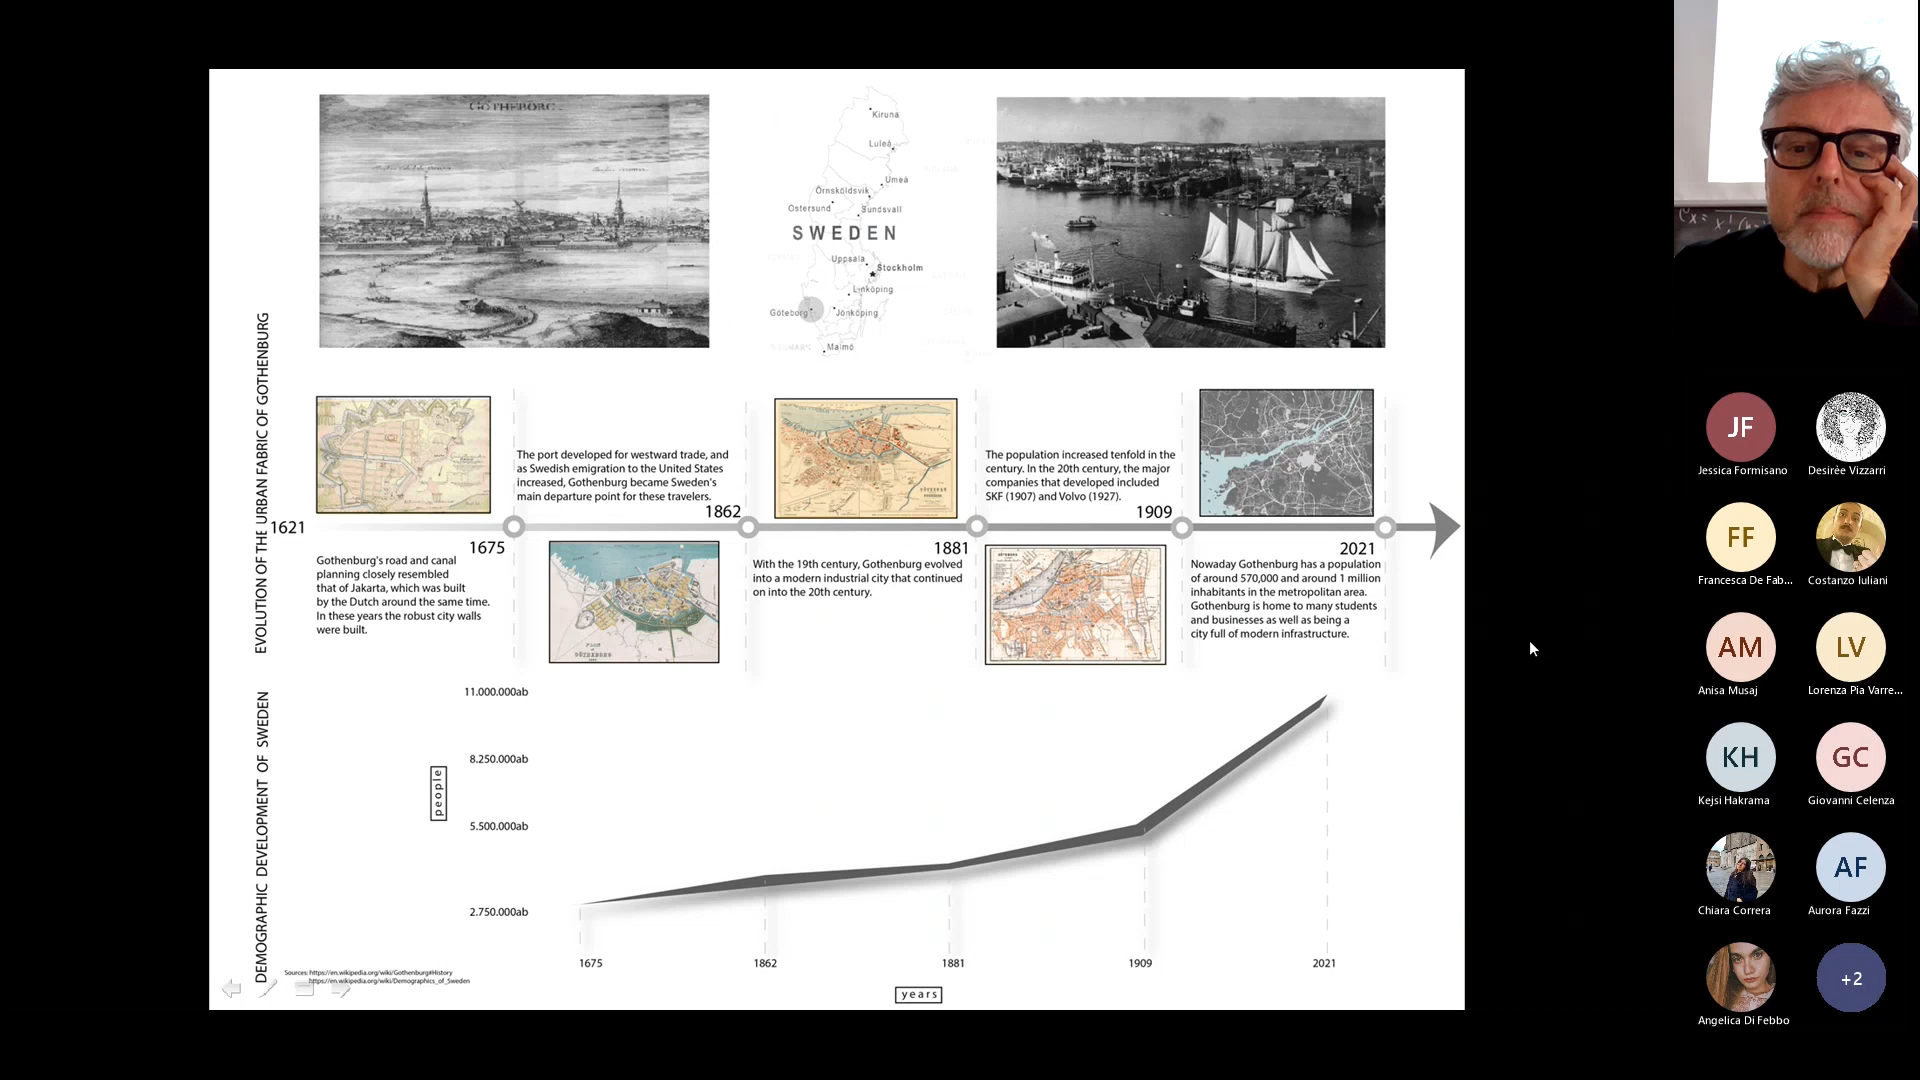 GOTHEBORG
Kiruna
Luleå
Umeå
Örnsköldsvik
Östersund
Sundsvall
SWEDEN
Uppsala
Stockholm
Linköping
Göteborg
Jönköping
Malmö
EVOLUTION OF THE URBAN FABRIC OF GOTHENBURG
1621
1675
Gothenburg's road and canal
planning closely resembled
that of Jakarta, which was built
by the Dutch around the same time.
In these years the robust city walls
were built.
The port developed for westward trade, and
as Swedish emigration to the United States
increased, Gothenburg became Sweden's
main departure point for these travelers.
1862
PLAN
GÖTHEBORG
With the 19th century, Gothenburg evolved
into a modern industrial city that continued
on into the 20th century.
1881
The population increased tenfold in the
century. In the 20th century, the major
companies that developed included
SKF (1907) and Volvo (1927).
1909
2021
Nowaday Gothenburg has a population
of around 570,000 and around 1 million
inhabitants in the metropolitan area.
Gothenburg is home to many students
and businesses as well as being a
city full of modern infrastructure.
DEMOGRAPHIC DEVELOPMENT OF SWEDEN
people
11.000.000ab
8.250.000ab
5.500.000ab
2.750.000ab
1675
1862
1881
1909
2021
years
Sources: https://en.wikipedia.org/wiki/Gothenburg#History
https://en.wikipedia.org/wiki/Demographics_of_Sweden
JF
Jessica Formisano
Desirèe Vizzarri
FF
Francesca De Fab...
Costanzo Iuliani
AM
Anisa Musaj
LV
Lorenza Pia Varre...
KH
Kejsi Hakrama
GC
Giovanni Celenza
Chiara Correra
AF
Aurora Fazzi
Angelica Di Febbo
+2